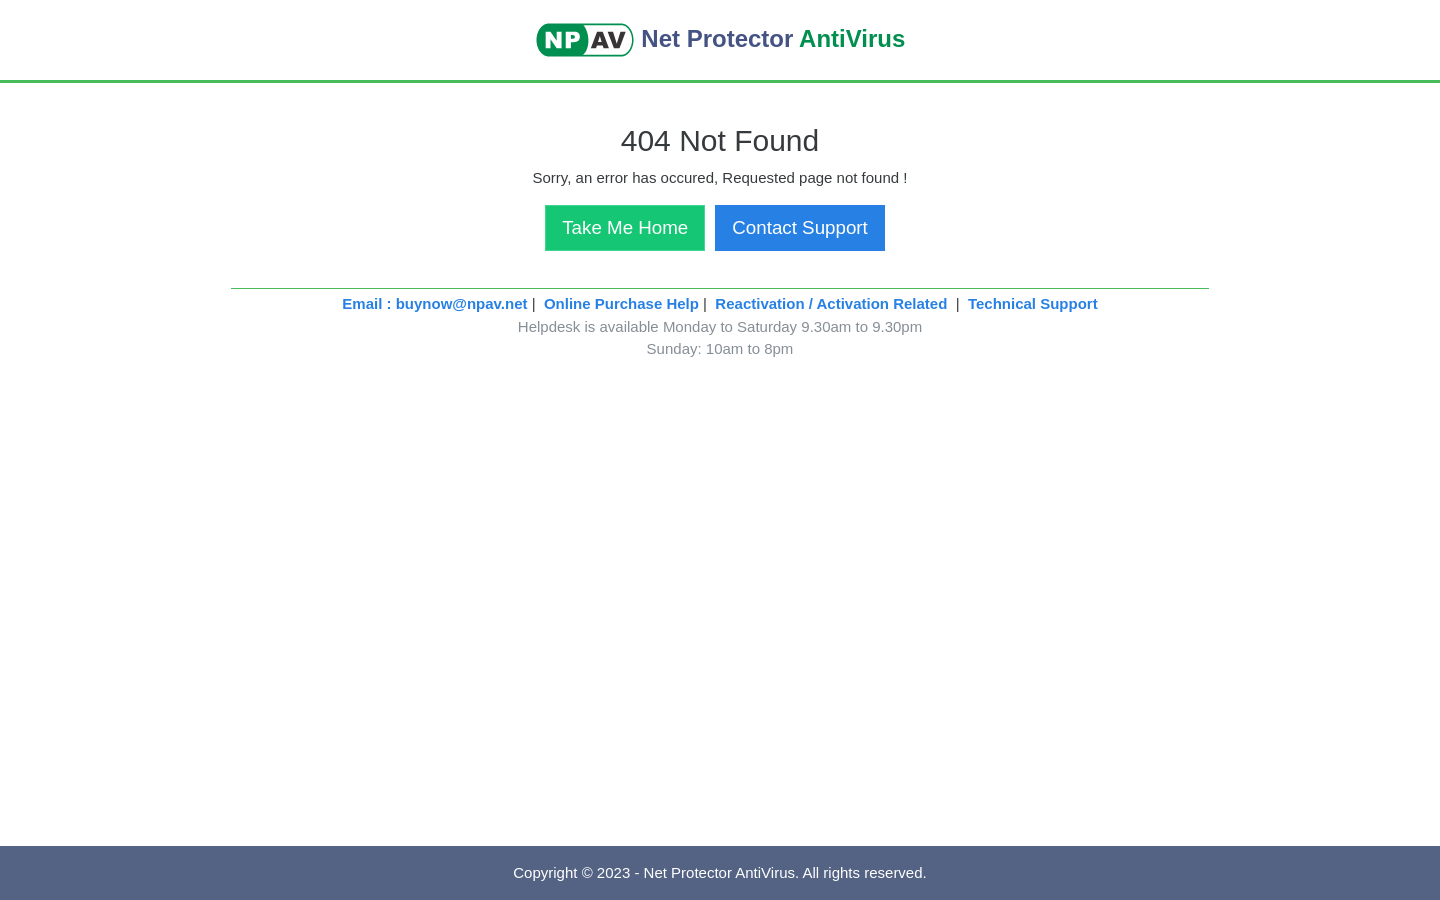 NPAV Net Protector AntiVirus
404 Not Found
Sorry, an error has occured, Requested page not found !
Take Me Home Contact Support
Email : buynow@npav.net | Online Purchase Help | Reactivation / Activation Related | Technical Support
Helpdesk is available Monday to Saturday 9.30am to 9.30pm
Sunday: 10am to 8pm
Copyright © 2023 - Net Protector AntiVirus. All rights reserved.